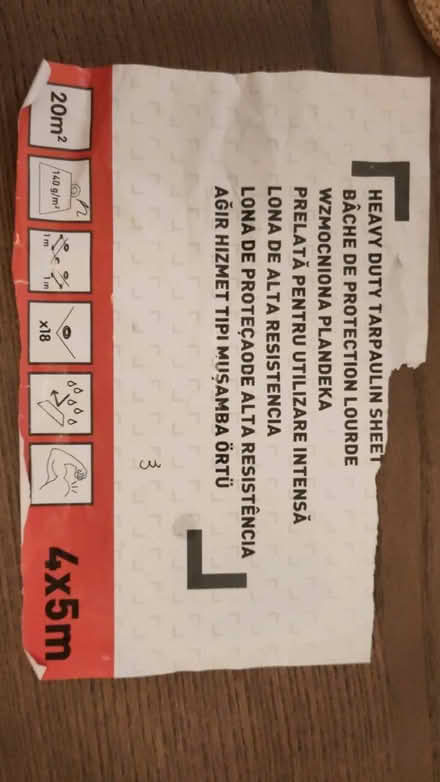 HEAVY DUTY TARPAULIN SHEET
BÂCHE DE PROTECTION LOURDE
WZMOCNIONA PLANDEKA
PRELATĂ PENTRU UTILIZARE INTENSĂ
LONA DE ALTA RESISTENCIA
LONA DE PROTEÇAODE ALTA RESISTÊNCIA
AĞIR HIZMET TIPI MUŞAMBA ÖRTÜ
3
20m²
140 g/m²
1m
1m
x18
4x5m